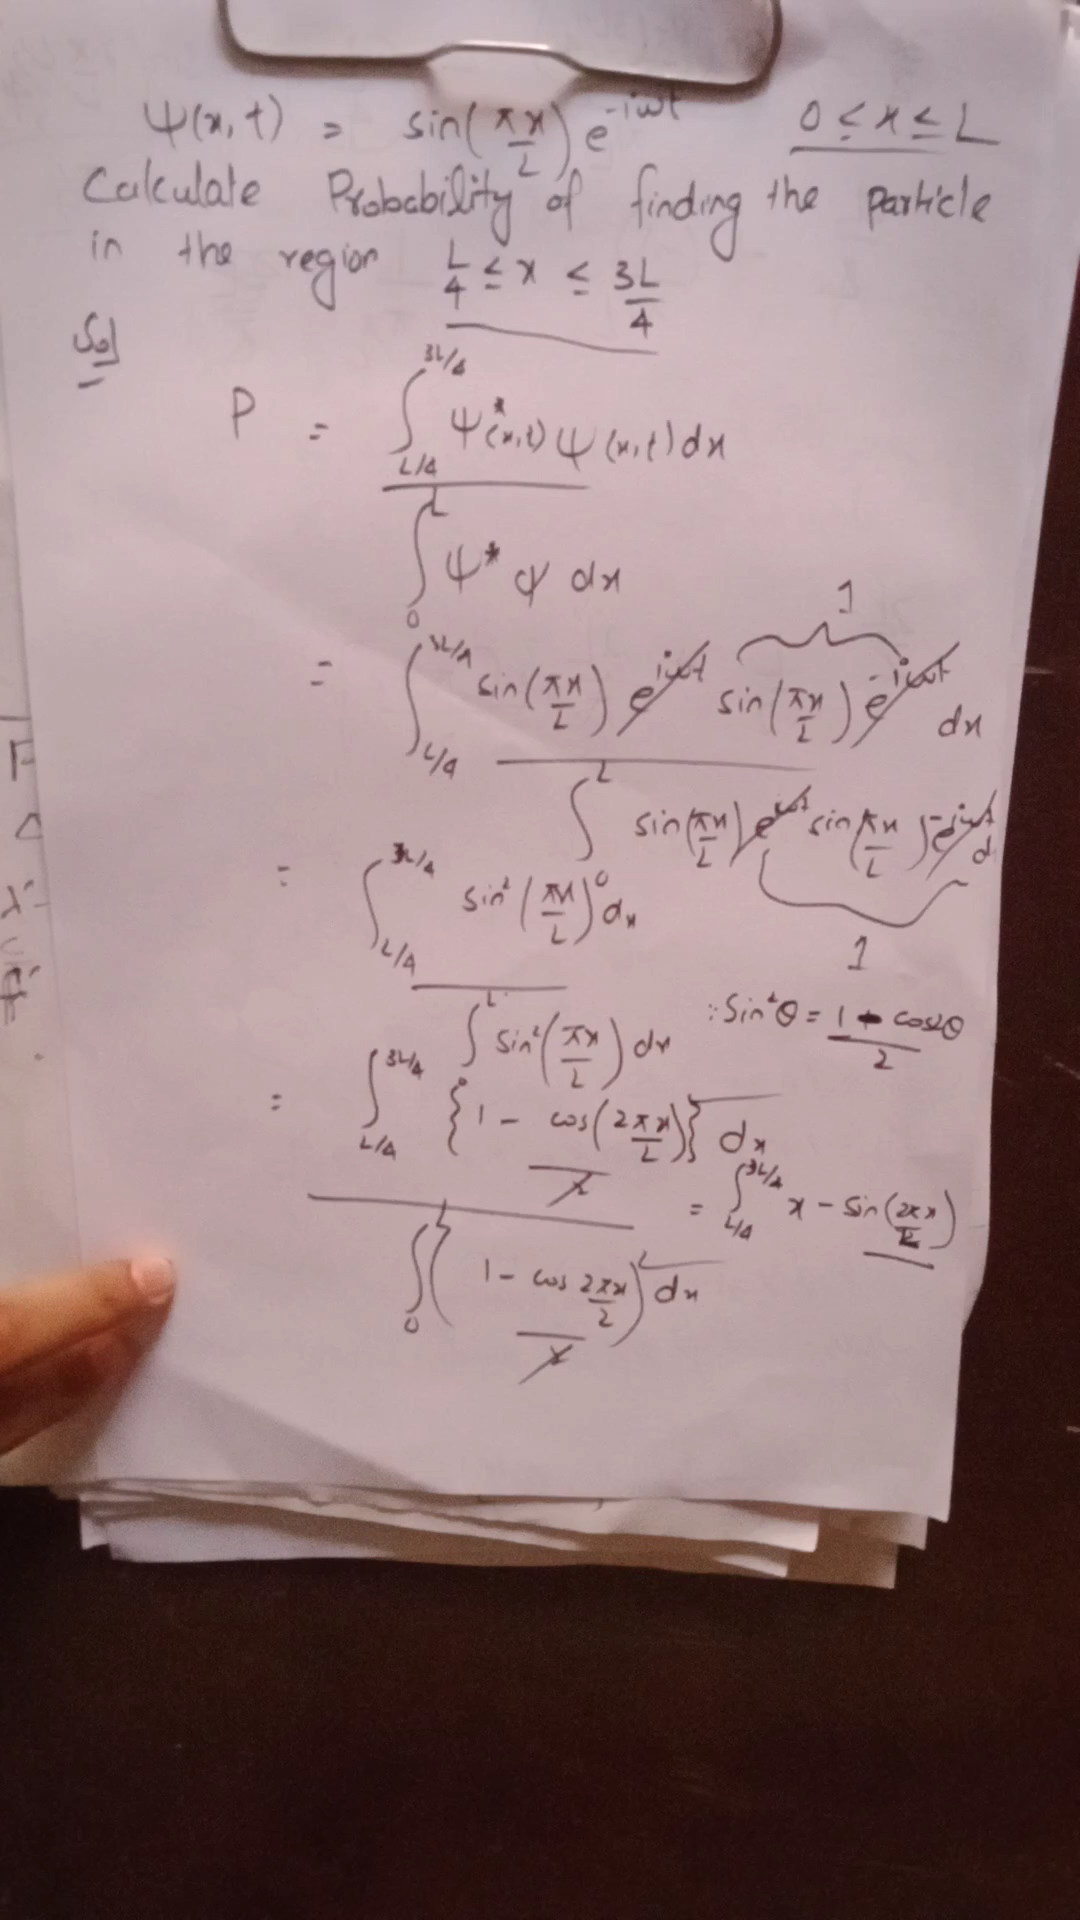 ψ(x, t) = sin(πx/L) e^-iωt 0 ≤ x ≤ L
Calculate Probability of finding the particle
in the region L/4 ≤ x ≤ 3L/4
Sol
P = ∫_{L/4}^{3L/4} ψ*(x,t) ψ(x,t) dx
∫_0^L ψ* ψ dx
1
= ∫_{L/4}^{3L/4} sin(πx/L) e^iωt sin(πx/L) e^-iωt dx
∫_0^L sin(πx/L) e^iωt sin(πx/L) e^-iωt d
1
= ∫_{L/4}^{3L/4} sin²(πx/L) dx
∫_0^L sin²(πx/L) dx ∵ sin²θ = 1 - cos2θ / 2
= ∫_{L/4}^{3L/4} {1 - cos(2πx/L)} / 2 dx
= ∫_{L/4}^{3L/4} x - sin(2πx/L)
∫_0^L (1 - cos 2πx/2) / 2 dx